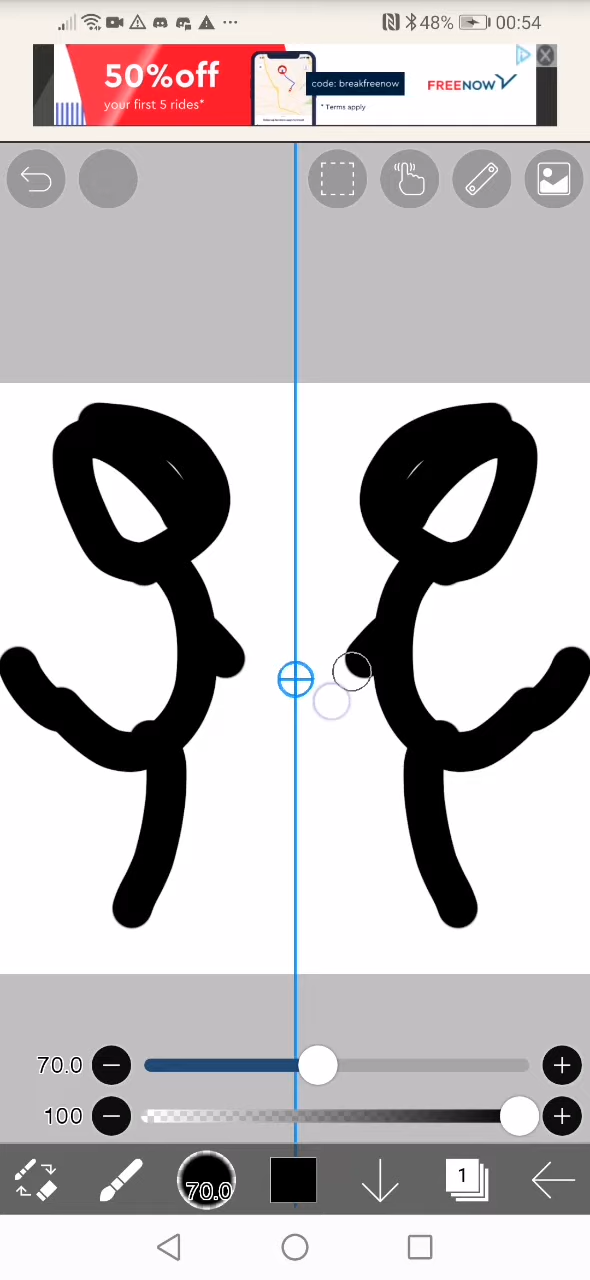 48% 00:54
50%off
your first 5 rides*
code: breakfreenow
* Terms apply
FREENOW
70.0
100
70.0
1